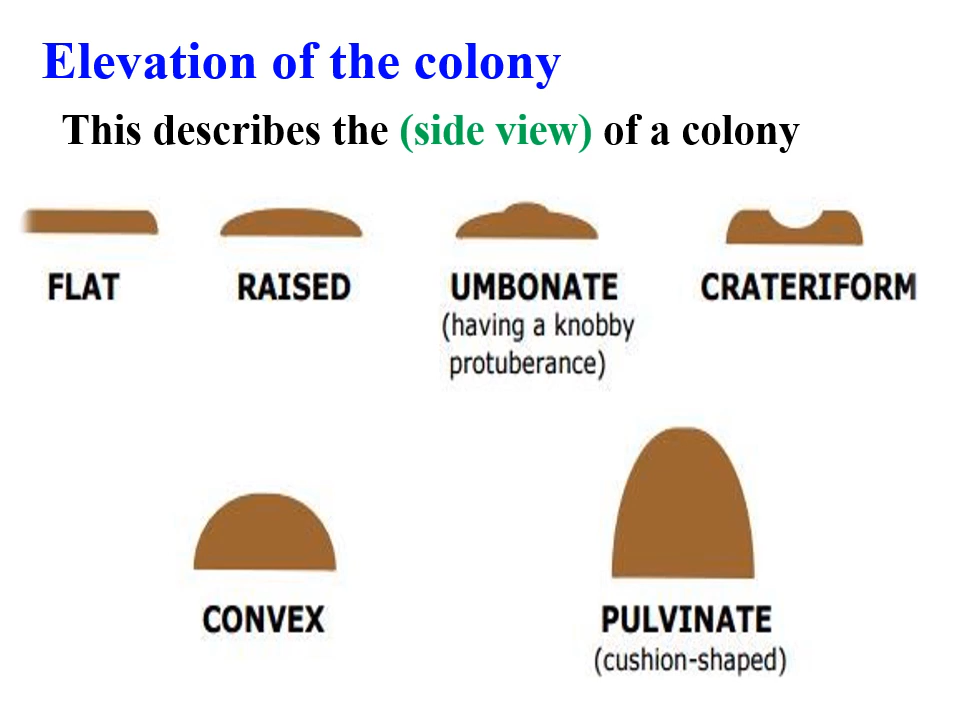 Elevation of the colony
This describes the (side view) of a colony
FLAT
RAISED
UMBONATE
(having a knobby
protuberance)
CRATERIFORM
CONVEX
PULVINATE
(cushion-shaped)